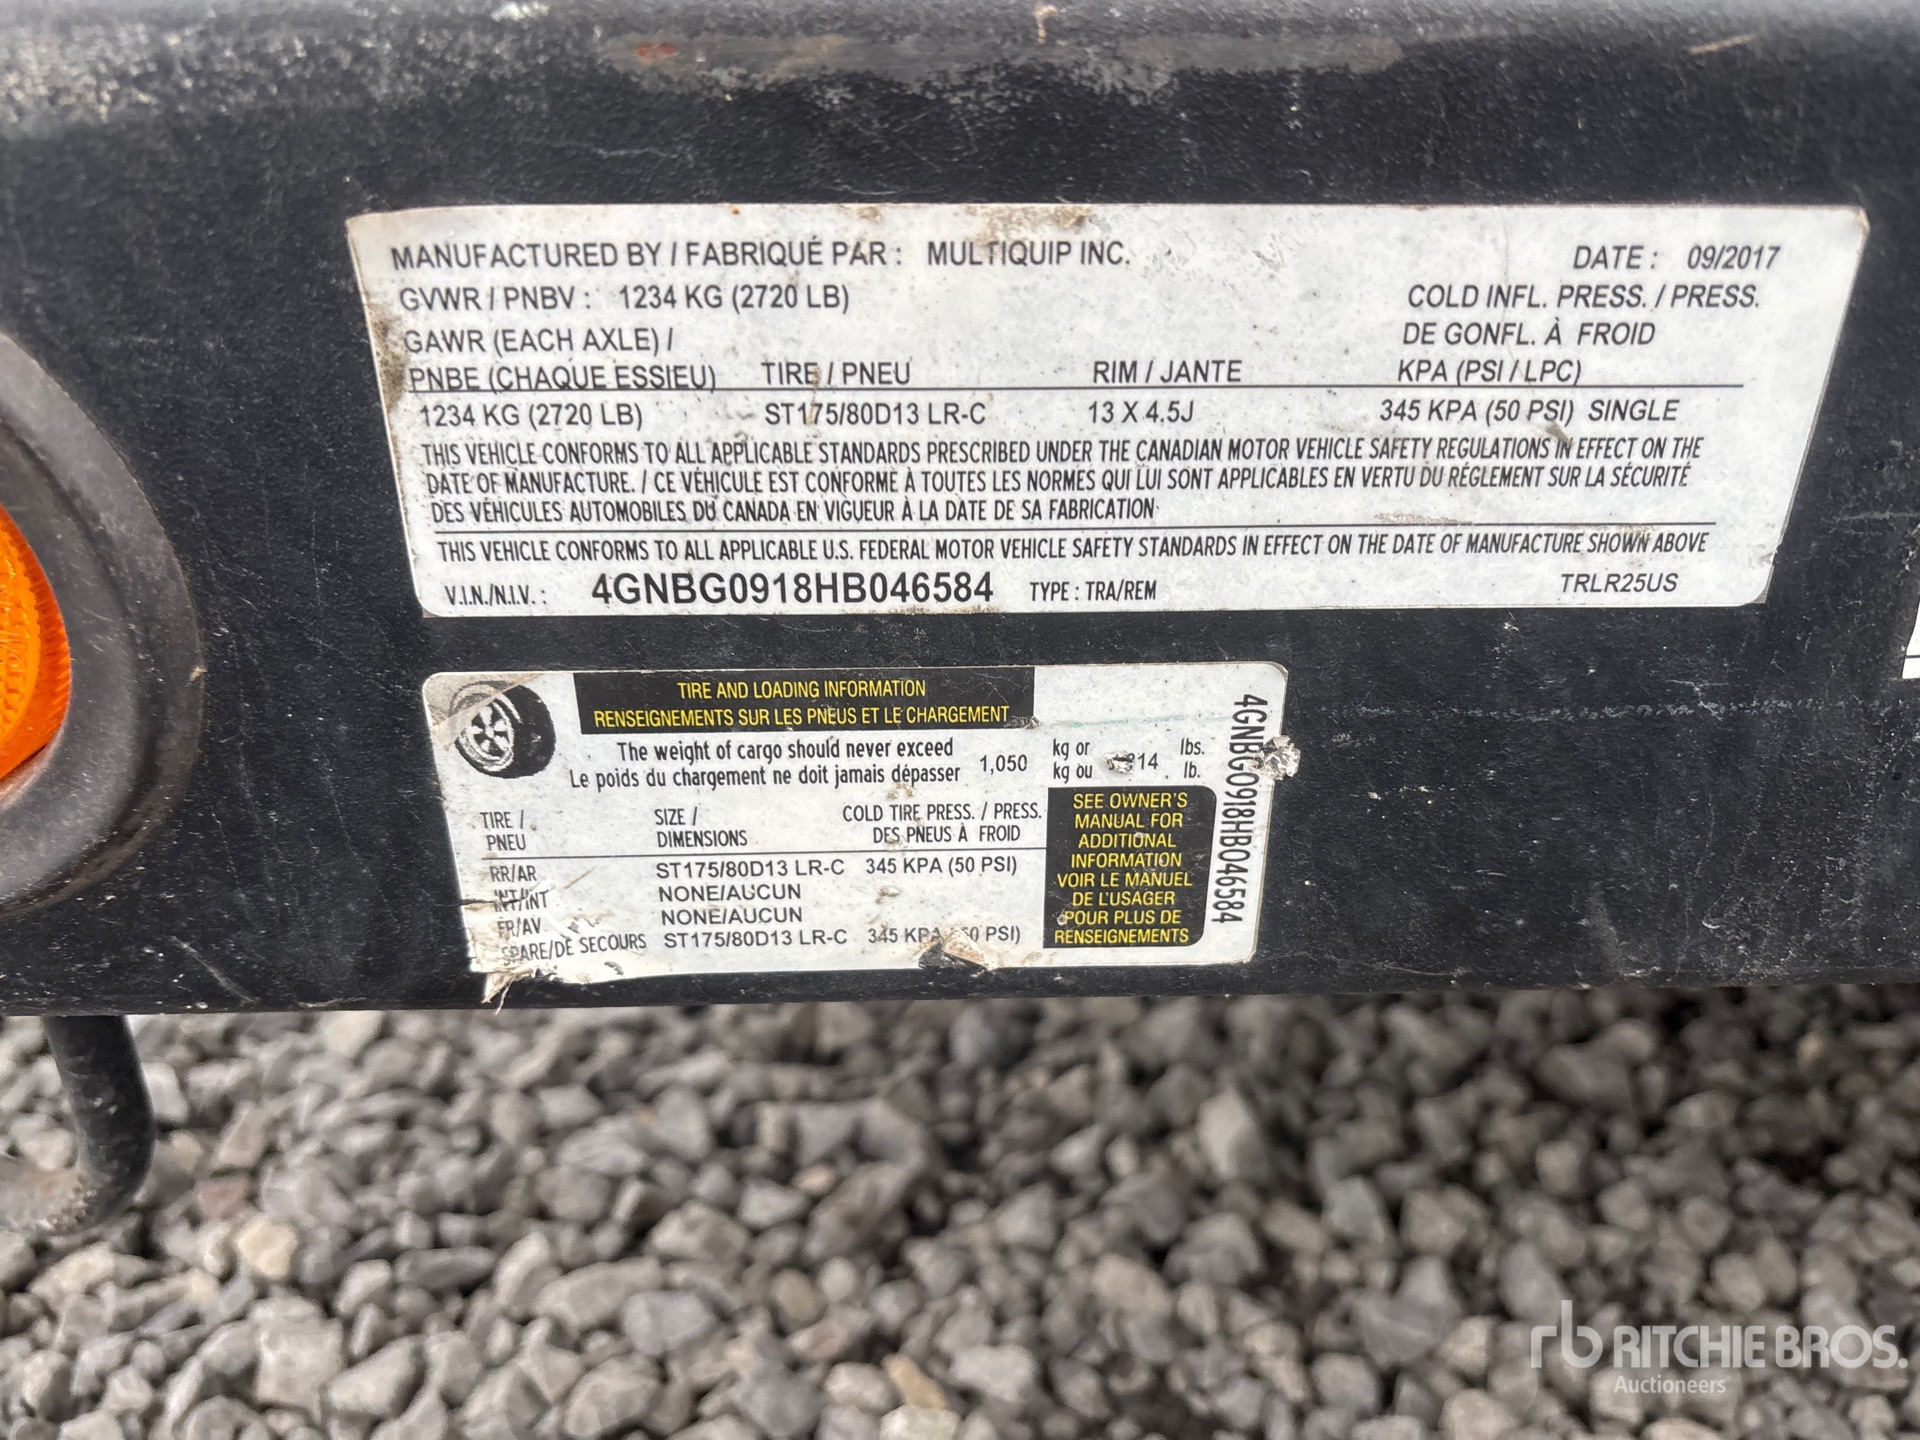 MANUFACTURED BY / FABRIQUÉ PAR : MULTIQUIP INC. DATE : 09/2017
GVWR / PNBV : 1234 KG (2720 LB) COLD INFL. PRESS. / PRESS.
GAWR (EACH AXLE) / DE GONFL. À FROID
PNBE (CHAQUE ESSIEU) TIRE / PNEU RIM / JANTE KPA (PSI / LPC)
1234 KG (2720 LB) ST175/80D13 LR-C 13 X 4.5J 345 KPA (50 PSI) SINGLE
THIS VEHICLE CONFORMS TO ALL APPLICABLE STANDARDS PRESCRIBED UNDER THE CANADIAN MOTOR VEHICLE SAFETY REGULATIONS IN EFFECT ON THE
DATE OF MANUFACTURE. / CE VÉHICULE EST CONFORME À TOUTES LES NORMES QUI LUI SONT APPLICABLES EN VERTU DU RÉGLEMENT SUR LA SÉCURITÉ
DES VÉHICULES AUTOMOBILES DU CANADA EN VIGUEUR À LA DATE DE SA FABRICATION
THIS VEHICLE CONFORMS TO ALL APPLICABLE U.S. FEDERAL MOTOR VEHICLE SAFETY STANDARDS IN EFFECT ON THE DATE OF MANUFACTURE SHOWN ABOVE
V.I.N./N.I.V. : 4GNBG0918HB046584 TYPE : TRA/REM TRLR25US
TIRE AND LOADING INFORMATION
RENSEIGNEMENTS SUR LES PNEUS ET LE CHARGEMENT
The weight of cargo should never exceed 1,050 kg or lbs.
Le poids du chargement ne doit jamais dépasser kg ou lb.
TIRE / SIZE / COLD TIRE PRESS. / PRESS.
PNEU DIMENSIONS DES PNEUS À FROID
RR/AR ST175/80D13 LR-C 345 KPA (50 PSI)
INT/INT NONE/AUCUN
FR/AV NONE/AUCUN
SPARE/DE SECOURS ST175/80D13 LR-C 345 KPA PSI)
SEE OWNER'S
MANUAL FOR
ADDITIONAL
INFORMATION
VOIR LE MANUEL
DE L'USAGER
POUR PLUS DE
RENSEIGNEMENTS
4GNBG0918HB046584
rb RITCHIE BROS.
Auctioneers